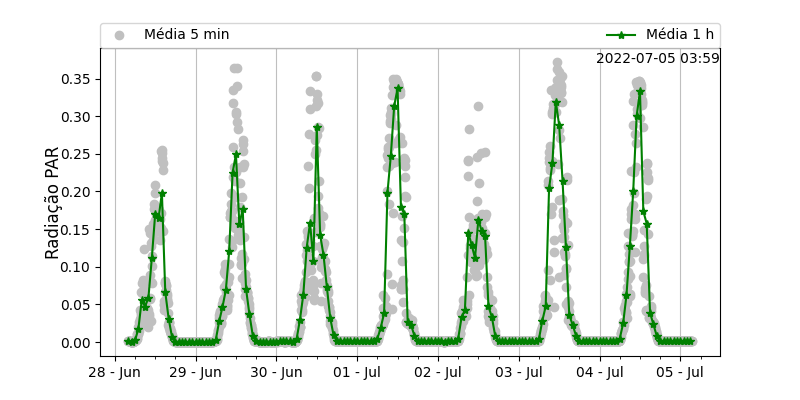 Média 5 min
Média 1 h
2022-07-05 03:59
Radiação PAR
0.35
0.30
0.25
0.20
0.15
0.10
0.05
0.00
28 - Jun
29 - Jun
30 - Jun
01 - Jul
02 - Jul
03 - Jul
04 - Jul
05 - Jul